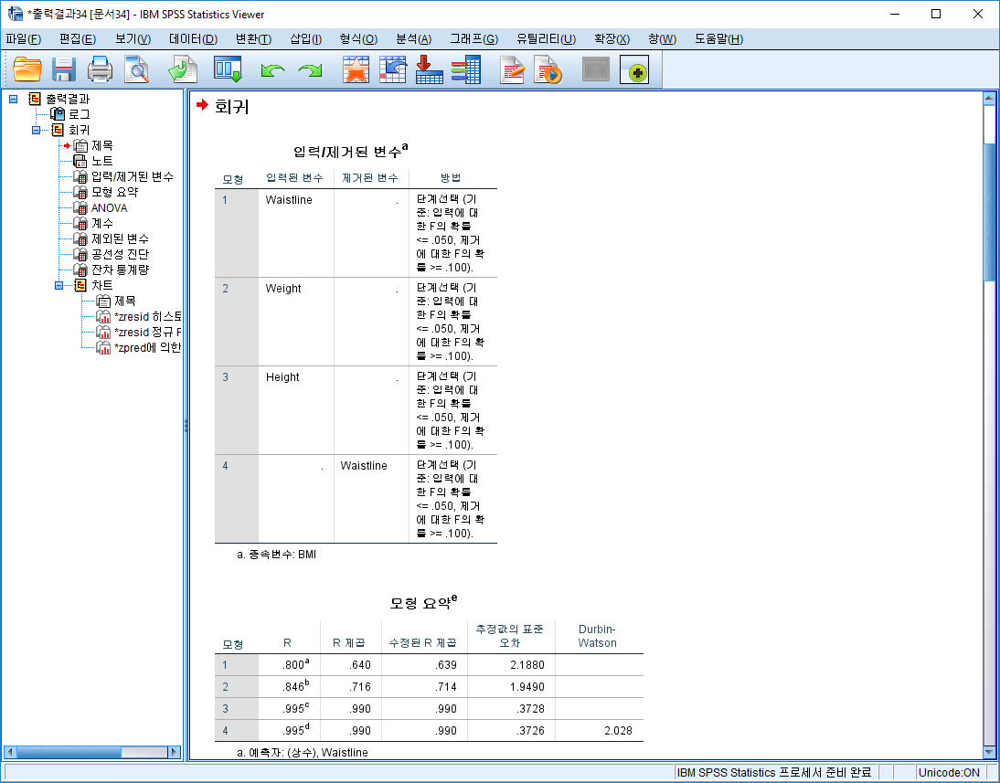 *출력결과34 [문서34] - IBM SPSS Statistics Viewer
파일(F) 편집(E) 보기(V) 데이터(D) 변환(T) 삽입(I) 형식(O) 분석(A) 그래프(G) 유틸리티(U) 확장(X) 창(W) 도움말(H)
출력결과
로그
회귀
제목
노트
입력/제거된 변수
모형 요약
ANOVA
계수
제외된 변수
공선성 진단
잔차 통계량
차트
제목
*zresid 히스토
*zresid 정규 F
*zpred에 의한
회귀
입력/제거된 변수a
모형 입력된 변수 제거된 변수 방법
1 Waistline . 단계선택 (기
준: 입력에 대
한 F의 확률
<= .050, 제거
에 대한 F의 확
률 >= .100).
2 Weight . 단계선택 (기
준: 입력에 대
한 F의 확률
<= .050, 제거
에 대한 F의 확
률 >= .100).
3 Height . 단계선택 (기
준: 입력에 대
한 F의 확률
<= .050, 제거
에 대한 F의 확
률 >= .100).
4 . Waistline 단계선택 (기
준: 입력에 대
한 F의 확률
<= .050, 제거
에 대한 F의 확
률 >= .100).
a. 종속변수: BMI
모형 요약e
모형 R R 제곱 수정된 R 제곱 추정값의 표준
오차 Durbin-
Watson
1 .800a .640 .639 2.1880
2 .846b .716 .714 1.9490
3 .995c .990 .990 .3728
4 .995d .990 .990 .3726 2.028
a. 예측자: (상수), Waistline
IBM SPSS Statistics 프로세서 준비 완료 Unicode:ON